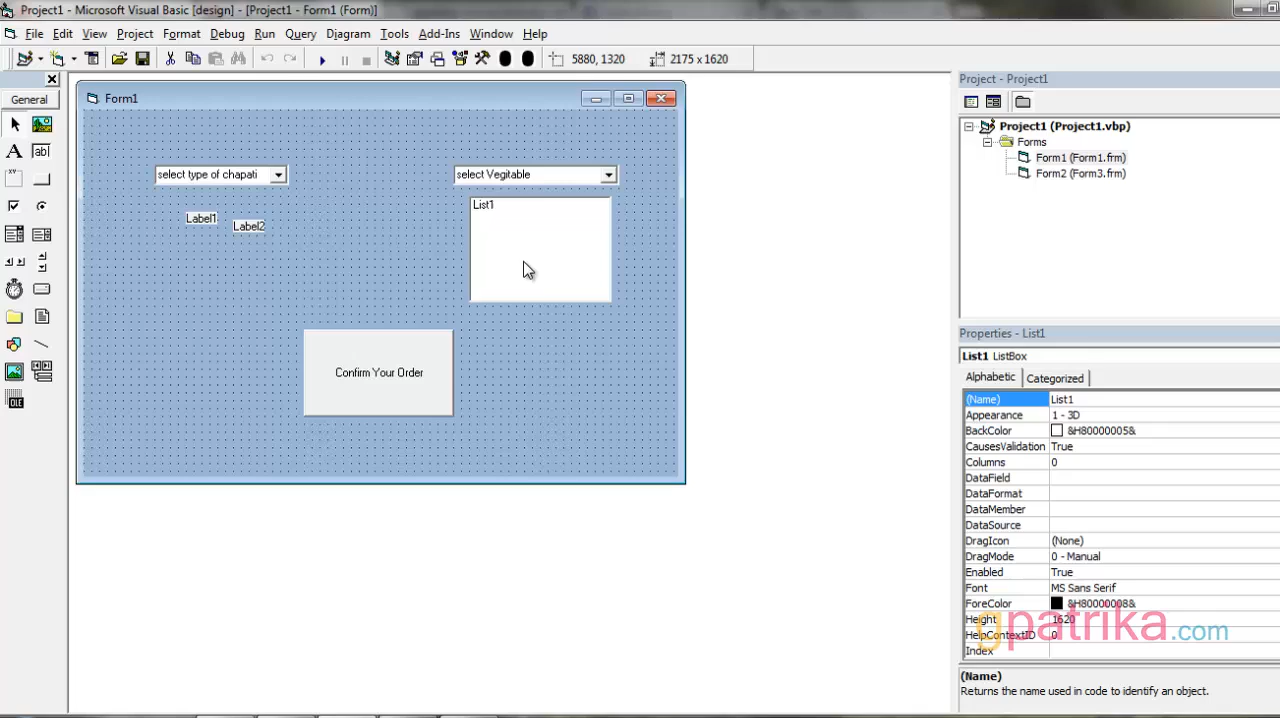 Project1 - Microsoft Visual Basic [design] - [Project1 - Form1 (Form)]
File Edit View Project Format Debug Run Query Diagram Tools Add-Ins Window Help
5880, 1320 2175 x 1620
General
A ab|
xy
OLE
Form1
select type of chapati
select Vegitable
Label1
Label2
List1
Confirm Your Order
Project - Project1
Project1 (Project1.vbp)
Forms
Form1 (Form1.frm)
Form2 (Form3.frm)
Properties - List1
List1 ListBox
Alphabetic Categorized
(Name) List1
Appearance 1 - 3D
BackColor &H80000005&
CausesValidation True
Columns 0
DataField
DataFormat
DataMember
DataSource
DragIcon (None)
DragMode 0 - Manual
Enabled True
Font MS Sans Serif
ForeColor &H80000008&
Height 1620
HelpContextID 0
Index
gpatrika.com
(Name)
Returns the name used in code to identify an object.